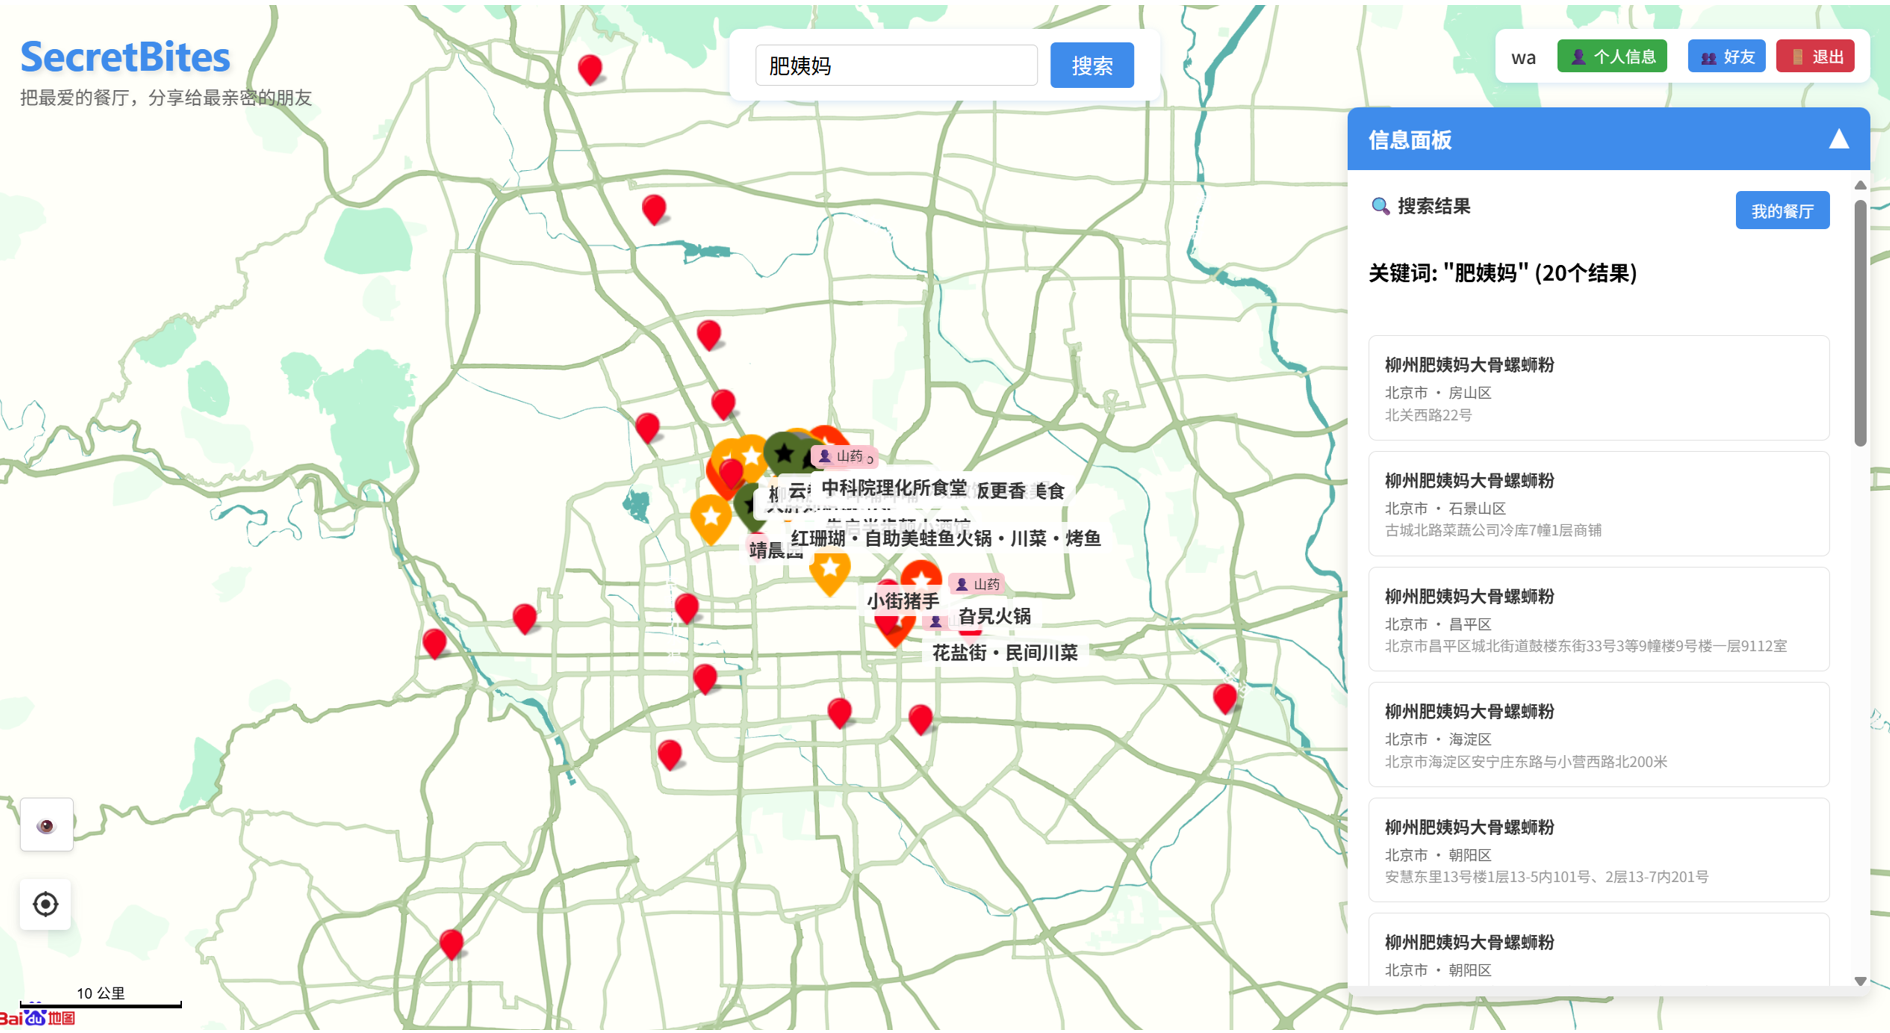 SecretBites
把最爱的餐厅，分享给最亲密的朋友
肥姨妈
搜索
wa
个人信息
好友
退出
信息面板
搜索结果
我的餐厅
关键词: "肥姨妈" (20个结果)
柳州肥姨妈大骨螺蛳粉
北京市 • 房山区
北关西路22号
柳州肥姨妈大骨螺蛳粉
北京市 • 石景山区
古城北路菜蔬公司冷库7幢1层商铺
柳州肥姨妈大骨螺蛳粉
北京市 • 昌平区
北京市昌平区城北街道鼓楼东街33号3等9幢楼9号楼一层9112室
柳州肥姨妈大骨螺蛳粉
北京市 • 海淀区
北京市海淀区安宁庄东路与小营西路北200米
柳州肥姨妈大骨螺蛳粉
北京市 • 朝阳区
安慧东里13号楼1层13-5内101号、2层13-7内201号
柳州肥姨妈大骨螺蛳粉
北京市 • 朝阳区
山药
中科院理化所食堂
反更香
美食
红珊瑚•自助美蛙鱼火锅•川菜•烤鱼
靖晨
山药
小街猪手
旮旯火锅
花盐街•民间川菜
10 公里
Bai du 地图